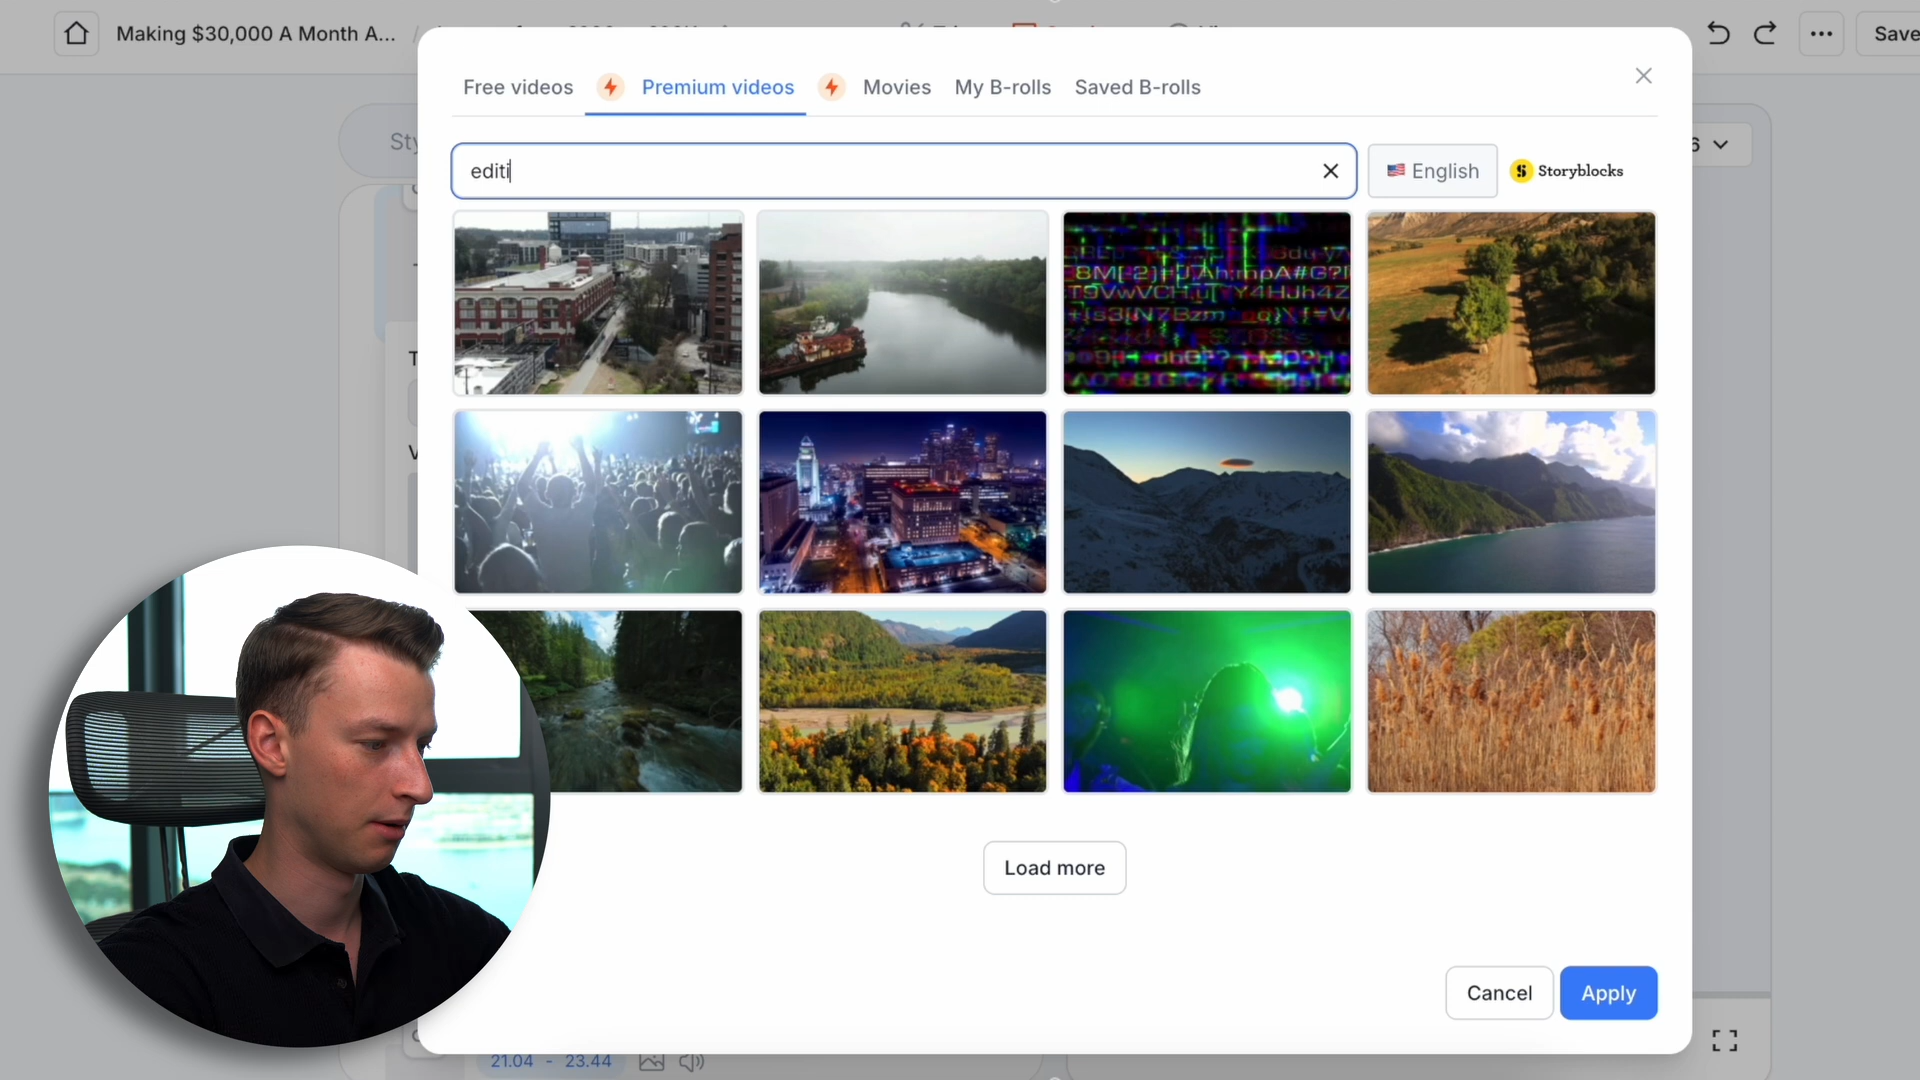 Making $30,000 A Month A...
/
Save
Free videos
Premium videos
Movies
My B-rolls
Saved B-rolls
editi
English
Storyblocks
6
Load more
Cancel
Apply
21.04 - 23.44